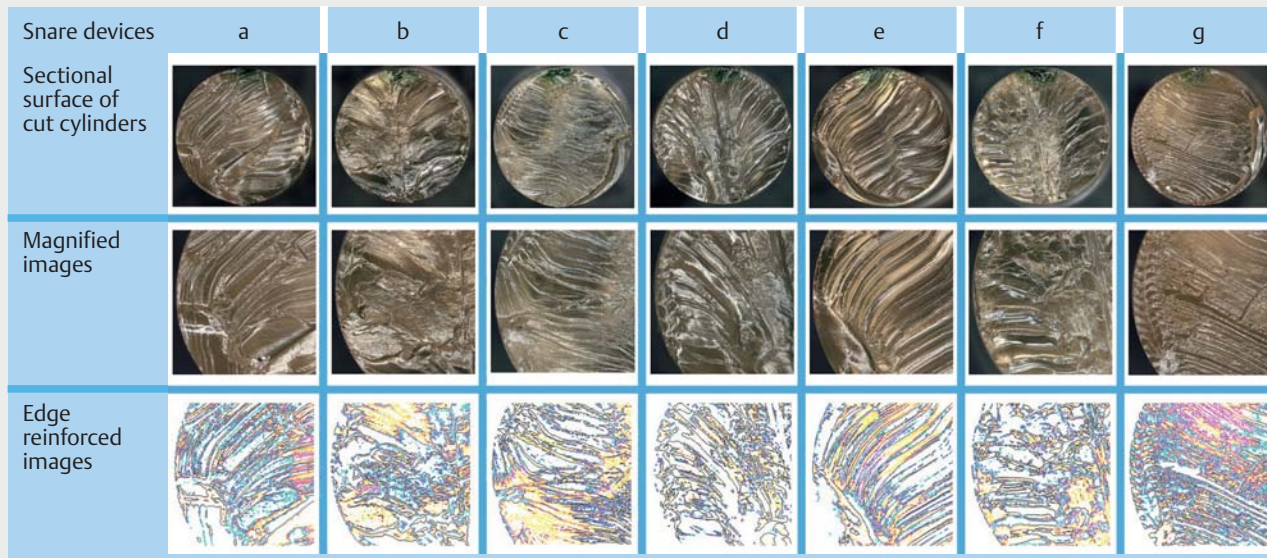 Snare devices a b c d e f g
Sectional
surface of
cut cylinders
Magnified
images
Edge
reinforced
images